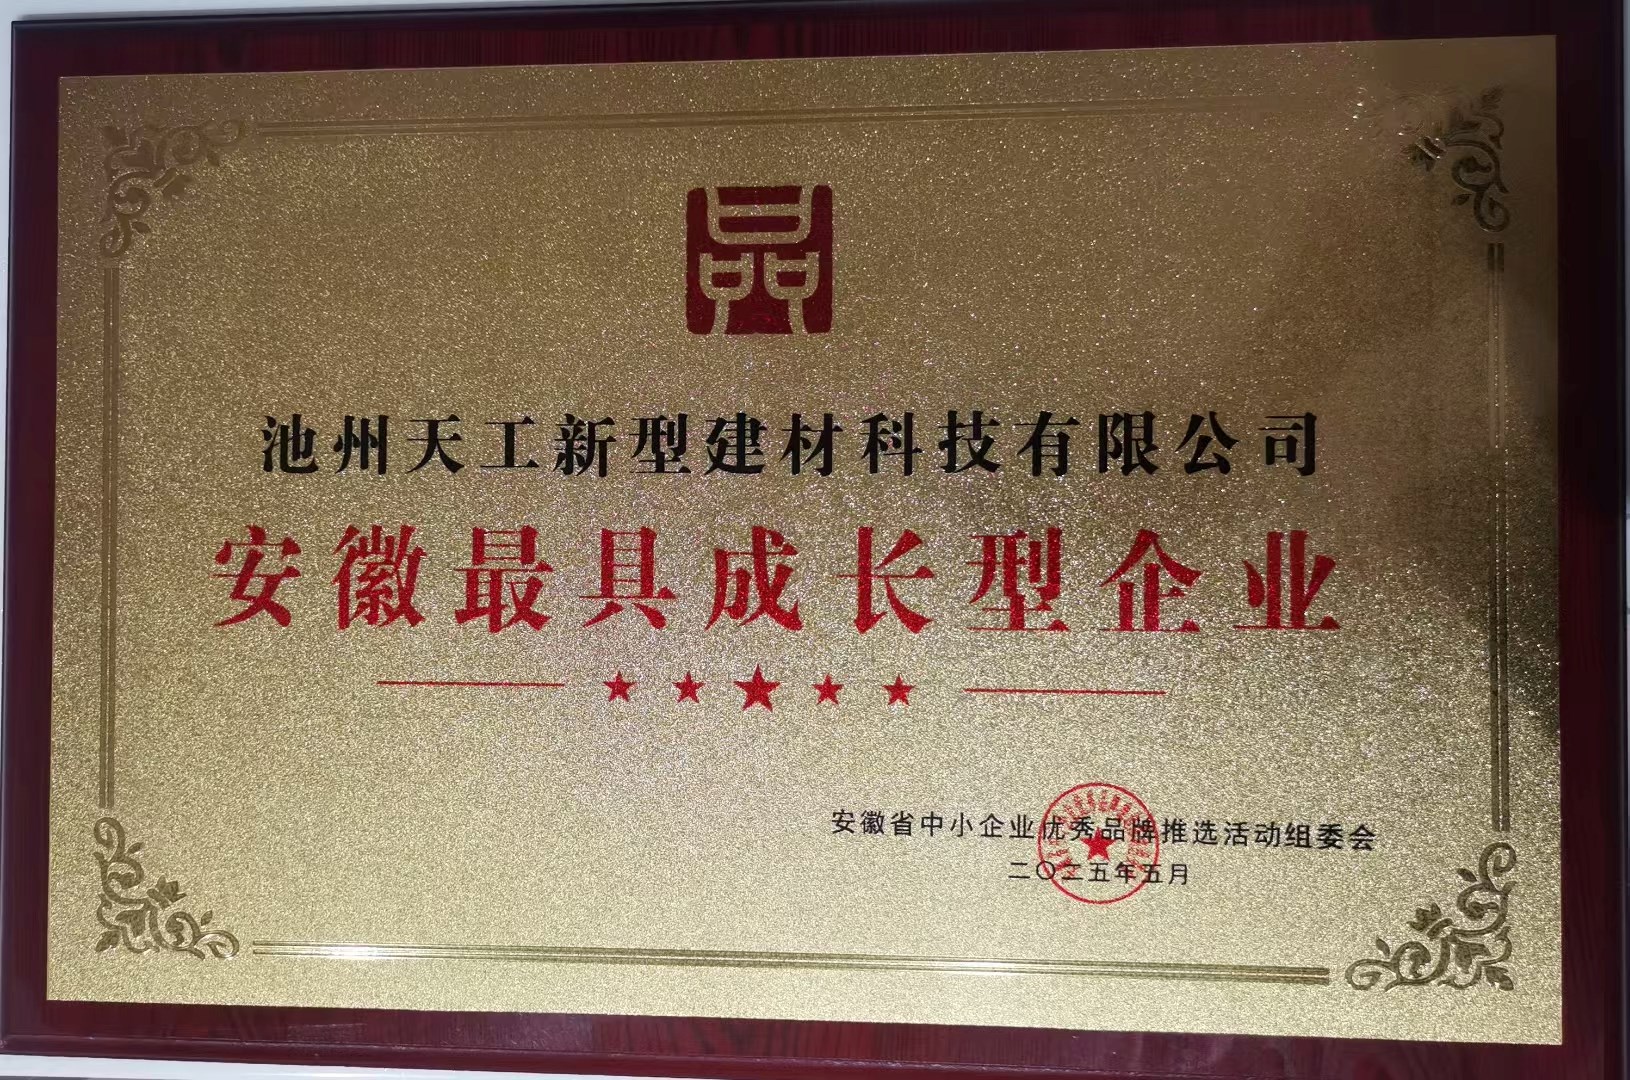 品
池州天工新型建材科技有限公司
安徽最具成长型企业
安徽省中小企业优秀品牌推选活动组委会
二〇二五年五月